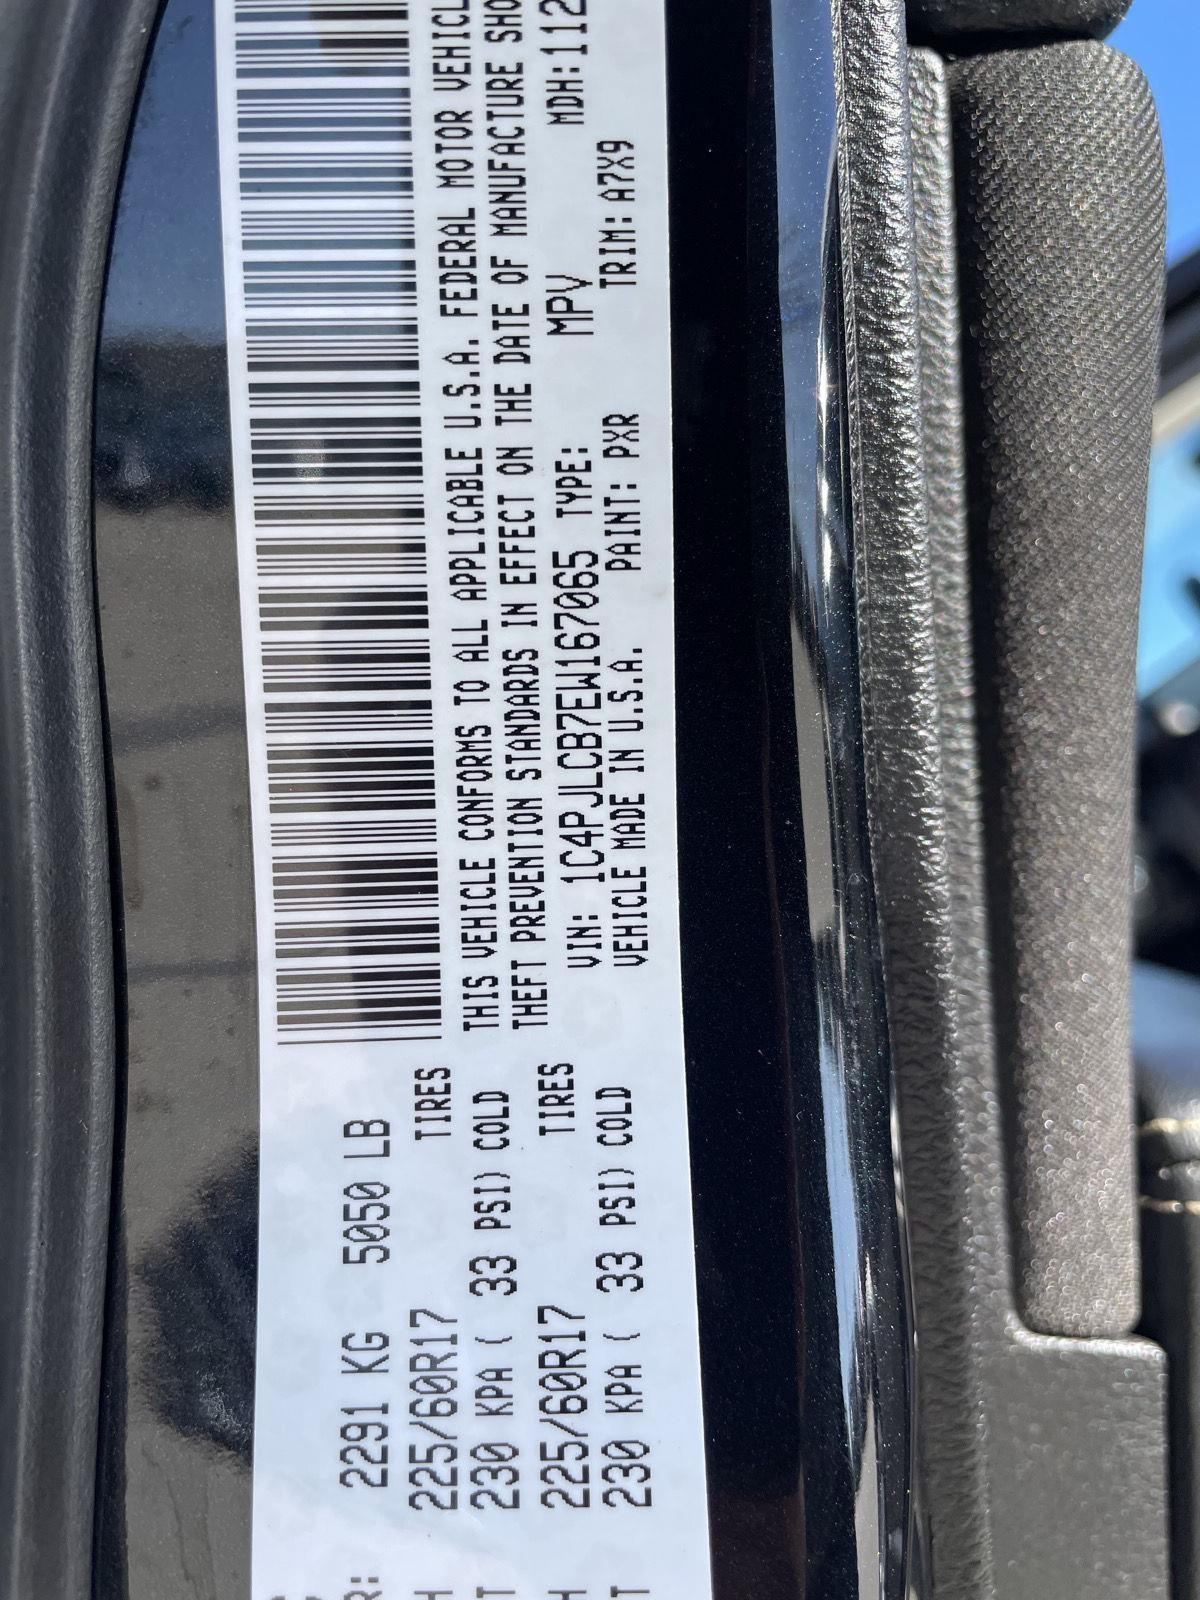 2291 KG 5050 LB
225/60R17 TIRES
230 KPA ( 33 PSI) COLD
225/60R17 TIRES
230 KPA ( 33 PSI) COLD
THIS VEHICLE CONFORMS TO ALL APPLICABLE U.S.A. FEDERAL MOTOR VEHICL
THEFT PREVENTION STANDARDS IN EFFECT ON THE DATE OF MANUFACTURE SHO
VIN: 1C4PJLCB7EW167065 TYPE: MPV MDH:112
VEHICLE MADE IN U.S.A. PAINT: PXR TRIM: A7X9